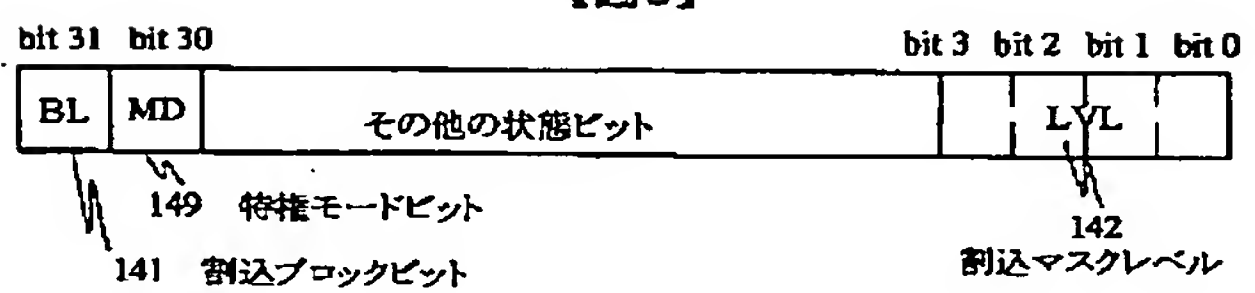 bit 31 bit 30 bit 3 bit 2 bit 1 bit 0
BL MD その他の状態ビット LVL
149 特権モードビット
142
141 割込ブロックビット
割込マスクレベル